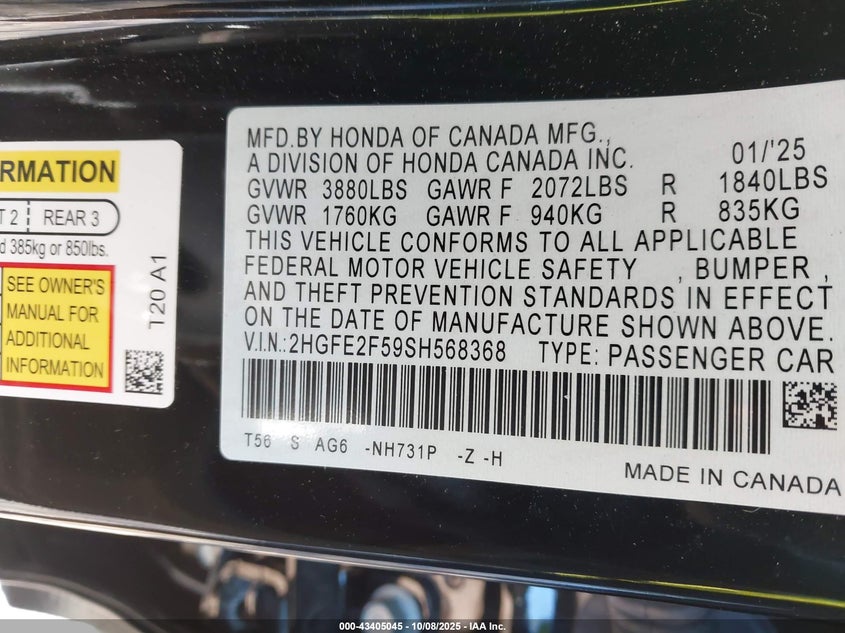 RMATION
T 2 REAR 3
d 385kg or 850lbs.
SEE OWNER'S
MANUAL FOR
ADDITIONAL
INFORMATION
T20 A1
MFD.BY HONDA OF CANADA MFG.,
A DIVISION OF HONDA CANADA INC. 01/'25
GVWR 3880LBS GAWR F 2072LBS R 1840LBS
GVWR 1760KG GAWR F 940KG R 835KG
THIS VEHICLE CONFORMS TO ALL APPLICABLE
FEDERAL MOTOR VEHICLE SAFETY , BUMPER ,
AND THEFT PREVENTION STANDARDS IN EFFECT
ON THE DATE OF MANUFACTURE SHOWN ABOVE.
V.I.N.:2HGFE2F59SH568368 TYPE: PASSENGER CAR
T56 S AG6 -NH731P -Z -H
MADE IN CANADA
000-43405045 - 10/08/2025 - IAA Inc.